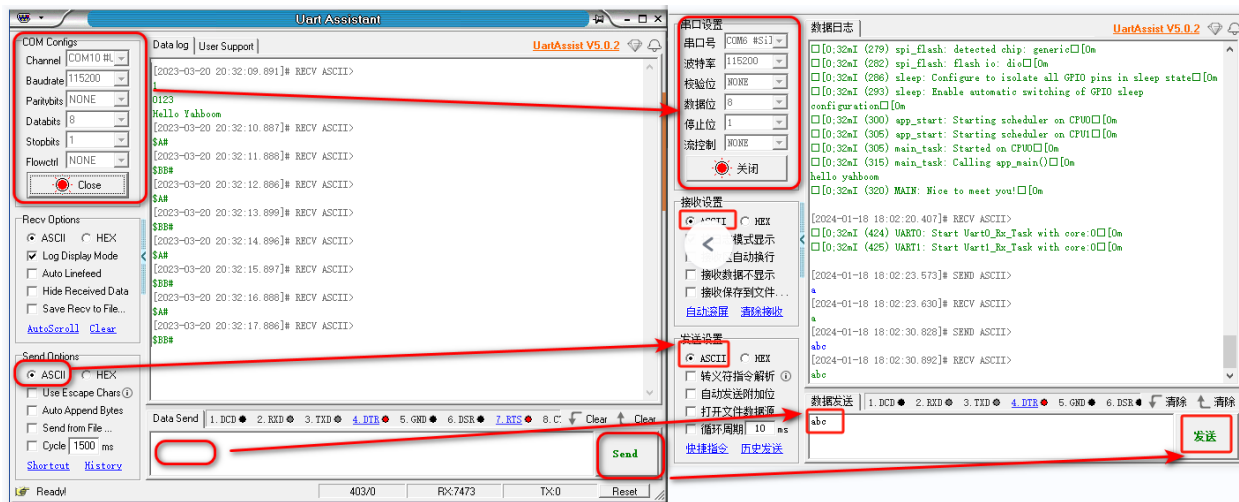 Uart Assistant
COM Configs
Channel COM10 #U
Baudrate 115200
Paritybits NONE
Databits 8
Stopbits 1
Flowctrl NONE
Close
Recv Options
ASCII HEX
Log Display Mode
Auto Linefeed
Hide Received Data
Save Recv to File...
AutoScroll Clear
Send Options
ASCII HEX
Use Escape Chars
Auto Append Bytes
Send from File ...
Cycle 1500 ms
Shortcut History
Data log User Support UartAssist V5.0.2
[2023-03-20 20:32:09.891]# RECV ASCII>
1
0123
Hello Yahboom
[2023-03-20 20:32:10.887]# RECV ASCII>
$A#
[2023-03-20 20:32:11.888]# RECV ASCII>
$BB#
[2023-03-20 20:32:12.886]# RECV ASCII>
$A#
[2023-03-20 20:32:13.899]# RECV ASCII>
$BB#
[2023-03-20 20:32:14.896]# RECV ASCII>
$A#
[2023-03-20 20:32:15.897]# RECV ASCII>
$BB#
[2023-03-20 20:32:16.888]# RECV ASCII>
$A#
[2023-03-20 20:32:17.886]# RECV ASCII>
$BB#
Data Send 1. DCD 2. RXD 3. TXD 4. DTR 5. GND 6. DSR 7. RTS 8. C. Clear Clear
Send
Ready! 403/0 RX:7473 TX:0 Reset
串口设置
串口号 COM6 #Si
波特率 115200
校验位 NONE
数据位 8
停止位 1
流控制 NONE
关闭
接收设置
ASCII HEX
模式显示
自动换行
接收数据不显示
接收保存到文件...
自动滚屏 清除接收
发送设置
ASCII HEX
转义符指令解析
自动发送附加位
打开文件数据源
循环周期 10 ms
快捷指令 历史发送
数据日志 UartAssist V5.0.2
□[0;32mI (279) spi_flash: detected chip: generic□[0m
□[0;32mI (282) spi_flash: flash io: dio□[0m
□[0;32mI (286) sleep: Configure to isolate all GPIO pins in sleep state□[0m
□[0;32mI (293) sleep: Enable automatic switching of GPIO sleep
configuration□[0m
□[0;32mI (300) app_start: Starting scheduler on CPU0□[0m
□[0;32mI (305) app_start: Starting scheduler on CPU1□[0m
□[0;32mI (305) main_task: Started on CPU0□[0m
□[0;32mI (315) main_task: Calling app_main()□[0m
hello yahboom
□[0;32mI (320) MAIN: Nice to meet you!□[0m
[2024-01-18 18:02:20.407]# RECV ASCII>
□[0;32mI (424) UART0: Start Uart0_Rx_Task with core:0□[0m
□[0;32mI (425) UART1: Start Uart1_Rx_Task with core:0□[0m
[2024-01-18 18:02:23.573]# SEND ASCII>
a
[2024-01-18 18:02:23.630]# RECV ASCII>
a
[2024-01-18 18:02:30.828]# SEND ASCII>
abc
[2024-01-18 18:02:30.892]# RECV ASCII>
abc
数据发送 1. DCD 2. RXD 3. TXD 4. DTR 5. GND 6. DSR 清除 清除
abc
发送